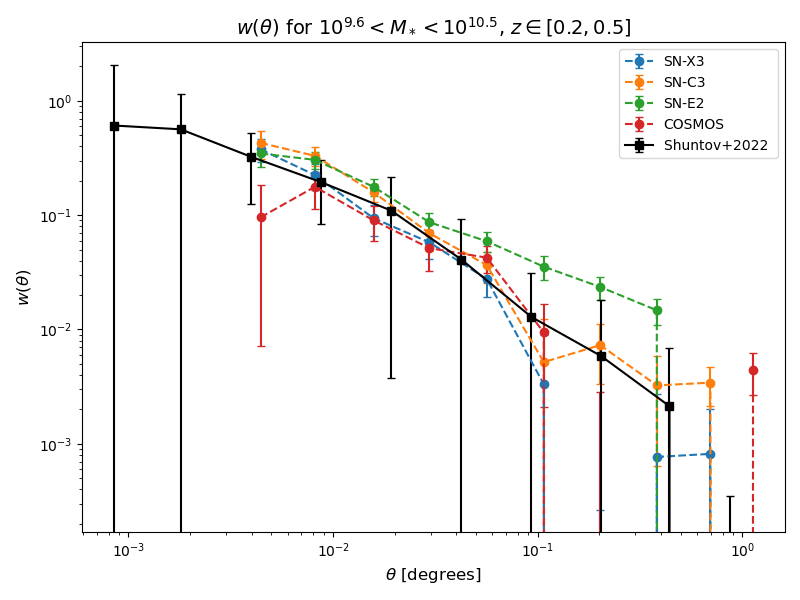 w(θ) for 10^{9.6} < M_* < 10^{10.5}, z ∈ [0.2, 0.5]
SN-X3
SN-C3
SN-E2
COSMOS
Shuntov+2022
w(θ)
10^0
10^{-1}
10^{-2}
10^{-3}
10^{-3} 10^{-2} 10^{-1} 10^0
θ [degrees]